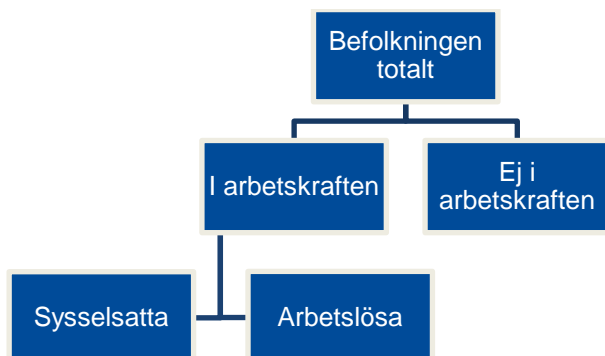 Befolkningen
totalt
I arbetskraften
Ej i
arbetskraften
Sysselsatta
Arbetslösa